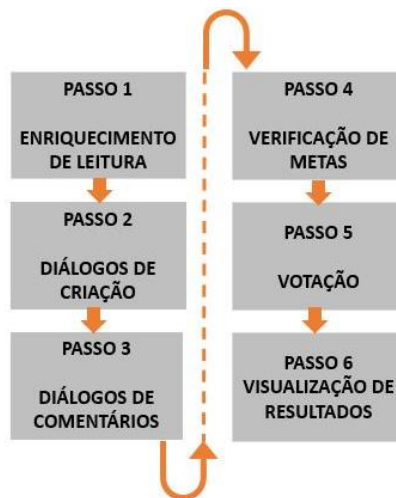 PASSO 1
ENRIQUECIMENTO
DE LEITURA
PASSO 2
DIÁLOGOS DE
CRIAÇÃO
PASSO 3
DIÁLOGOS DE
COMENTÁRIOS
PASSO 4
VERIFICAÇÃO DE
METAS
PASSO 5
VOTAÇÃO
PASSO 6
VISUALIZAÇÃO DE
RESULTADOS